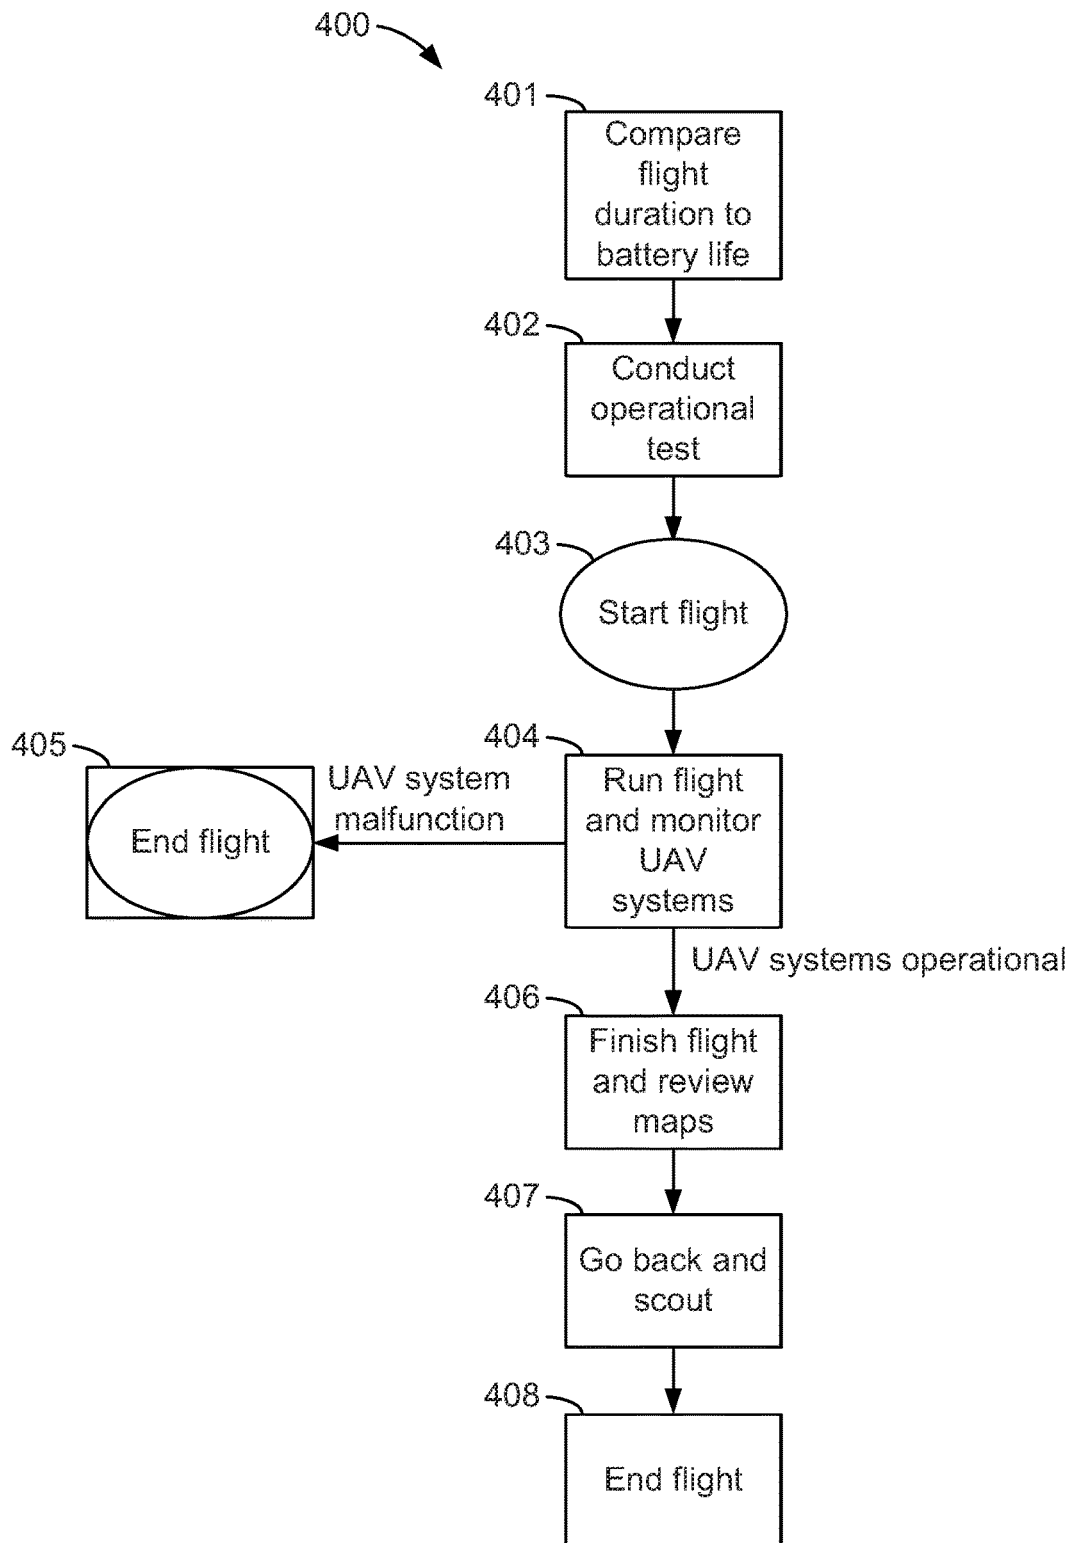 400
401
Compare
flight
duration to
battery life
402
Conduct
operational
test
403
Start flight
404
Run flight
and monitor
UAV
systems
405
End flight
UAV system
malfunction
UAV systems operational
406
Finish flight
and review
maps
407
Go back and
scout
408
End flight